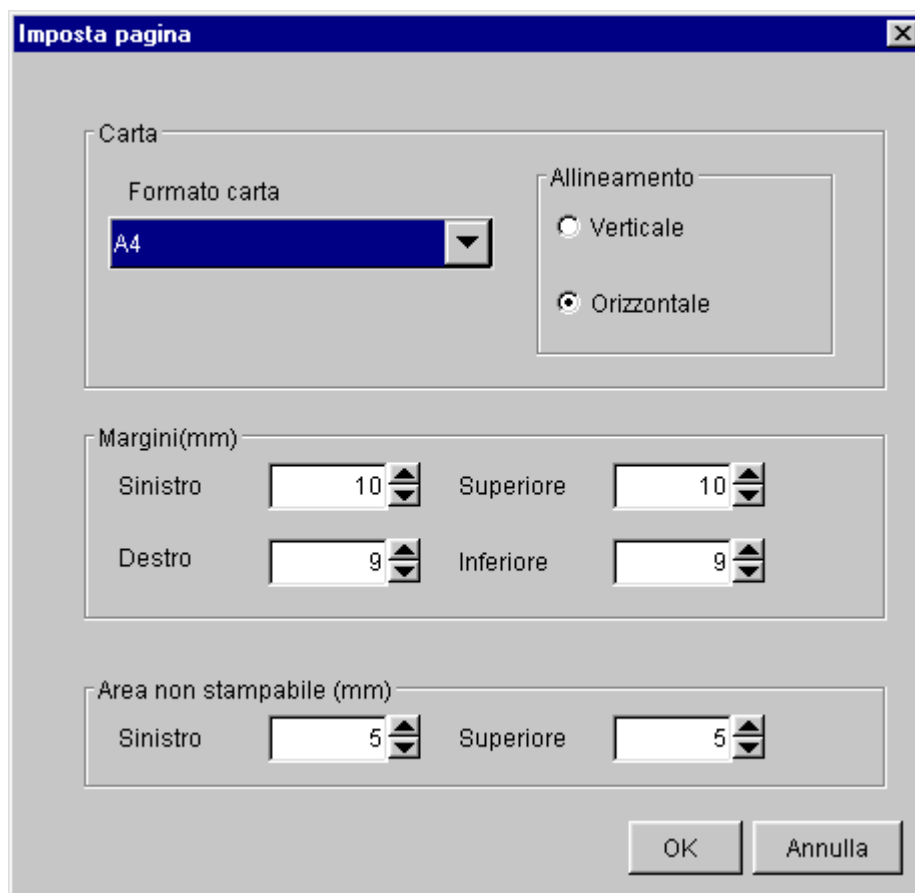 Imposta pagina
Carta
Formato carta
A4
Allineamento
Verticale
Orizzontale
Margini(mm)
Sinistro 10 Superiore 10
Destro 9 Inferiore 9
Area non stampabile (mm)
Sinistro 5 Superiore 5
OK Annulla